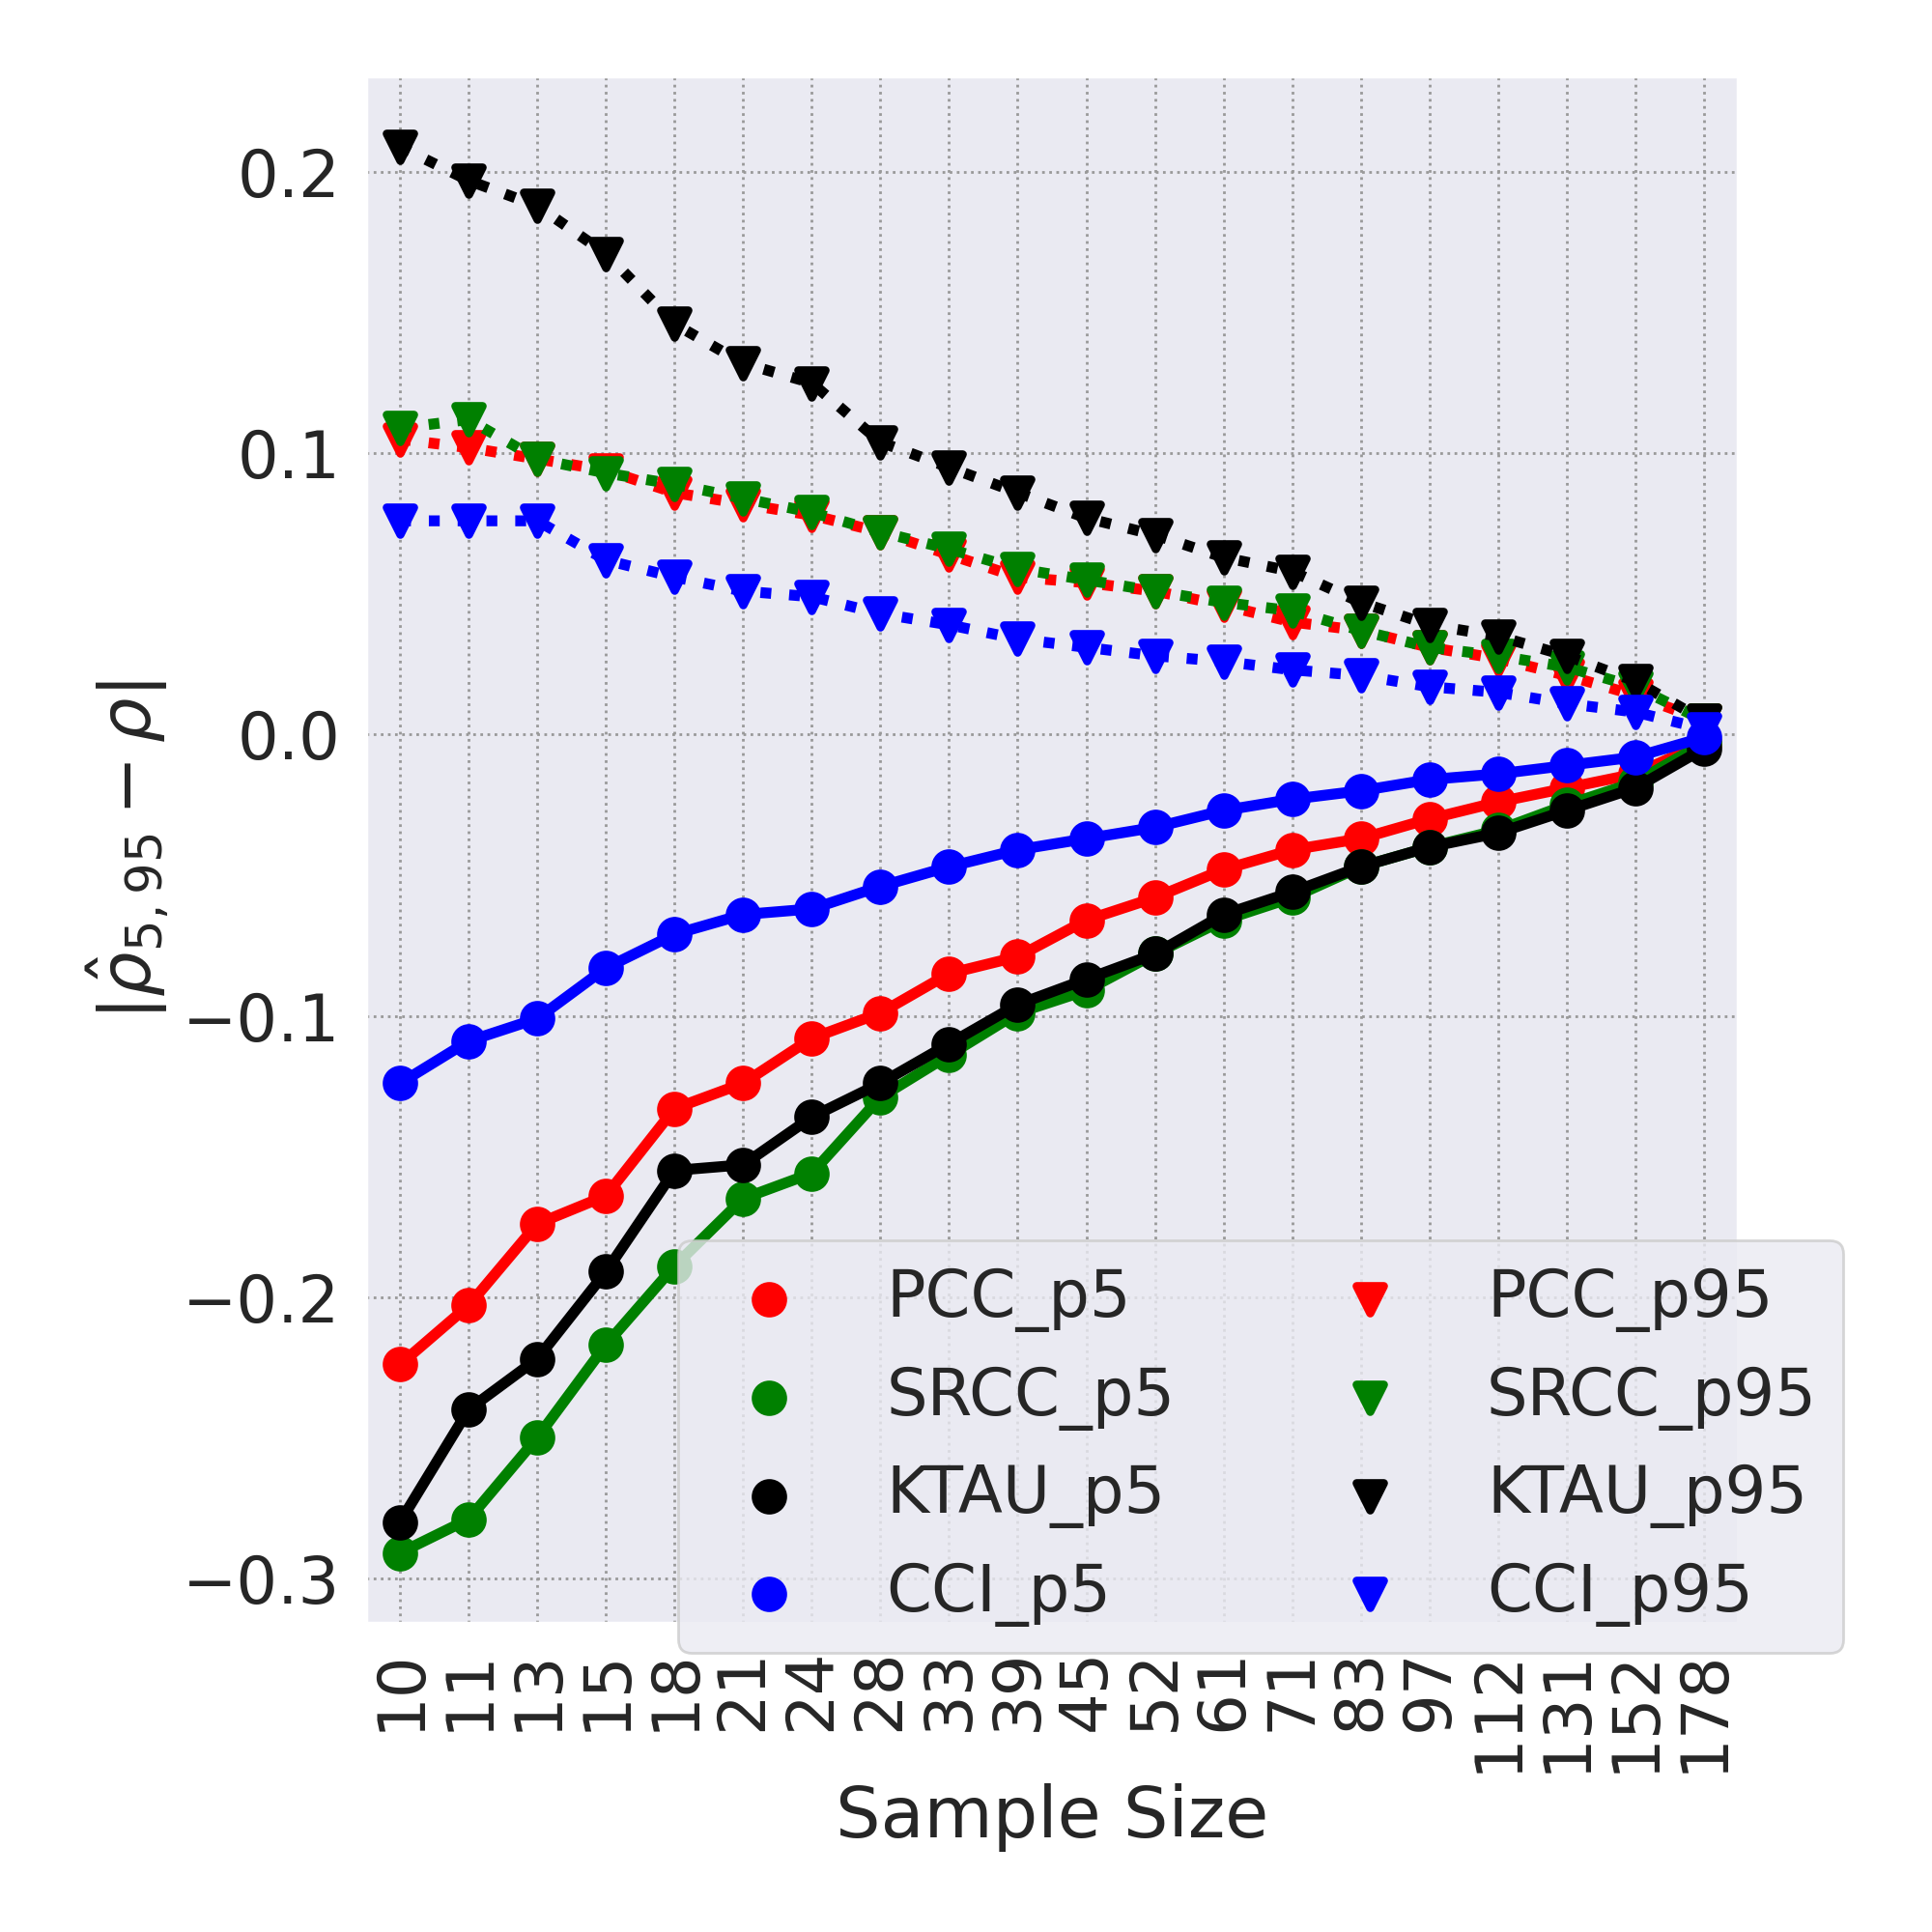 0.2
0.1
0.0
−0.1
−0.2
−0.3
|ρ̂5,95 − ρ|
PCC_p5 PCC_p95
SRCC_p5 SRCC_p95
KTAU_p5 KTAU_p95
CCI_p5 CCI_p95
10 11 13 15 18 21 24 28 33 39 45 52 61 71 83 97 112 131 152 178
Sample Size